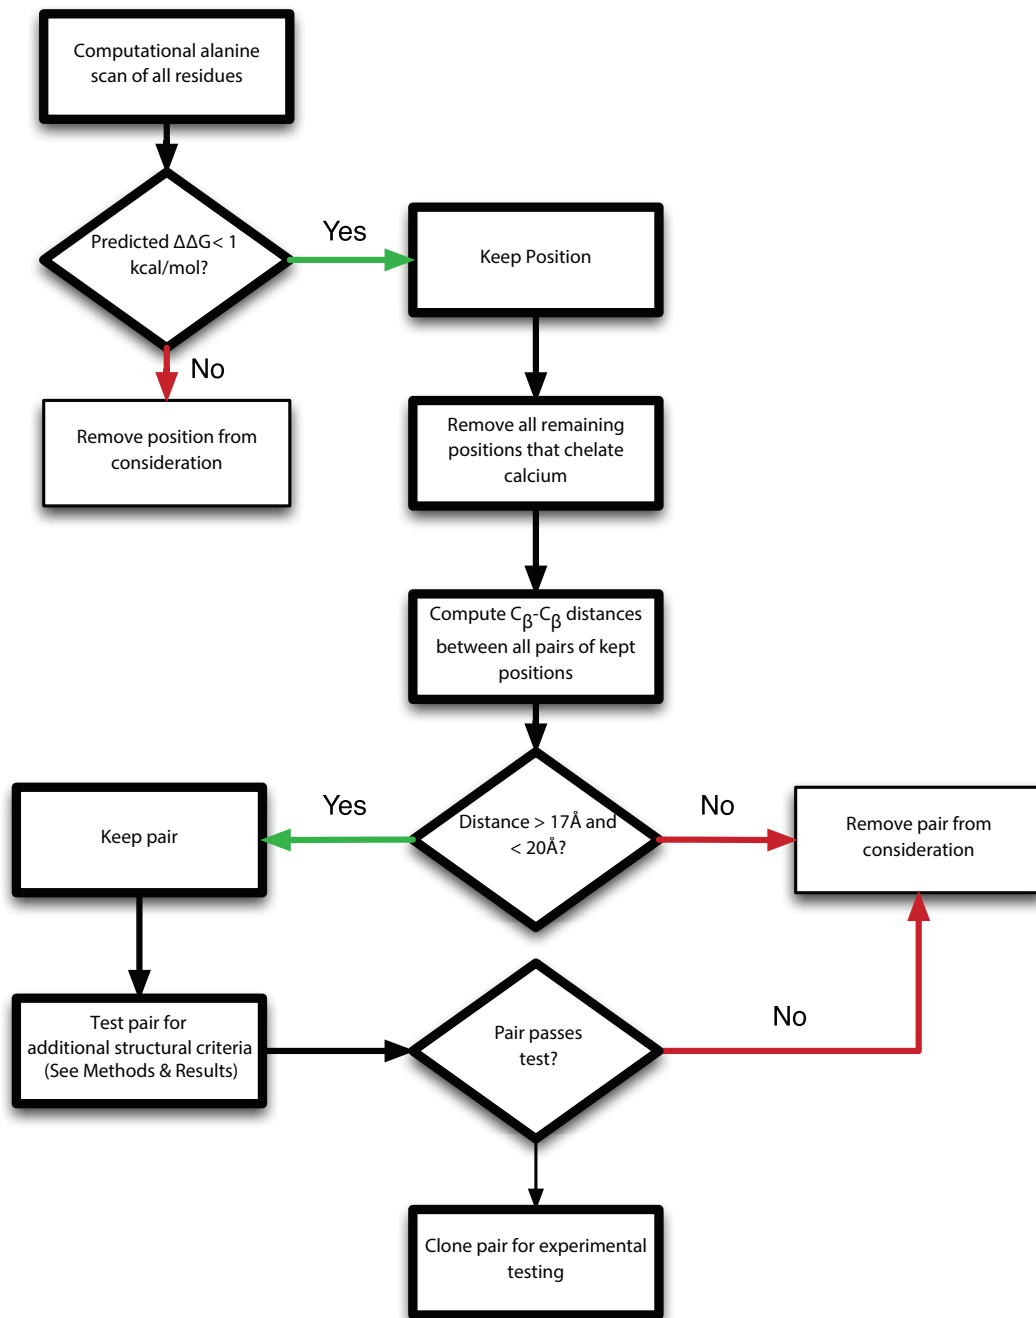 Computational alanine
scan of all residues
Predicted ΔΔG< 1
kcal/mol?
Yes
Keep Position
No
Remove position from
consideration
Remove all remaining
positions that chelate
calcium
Compute Cβ-Cβ distances
between all pairs of kept
positions
Distance > 17Å and
< 20Å?
Yes
Keep pair
No
Remove pair from
consideration
Test pair for
additional structural criteria
(See Methods & Results)
Pair passes
test?
No
Clone pair for experimental
testing